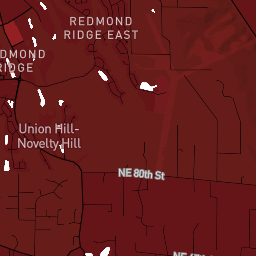 REDMOND
RIDGE EAST
DMOND
RIDGE
Union Hill-
Novelty Hill
NE 80th St